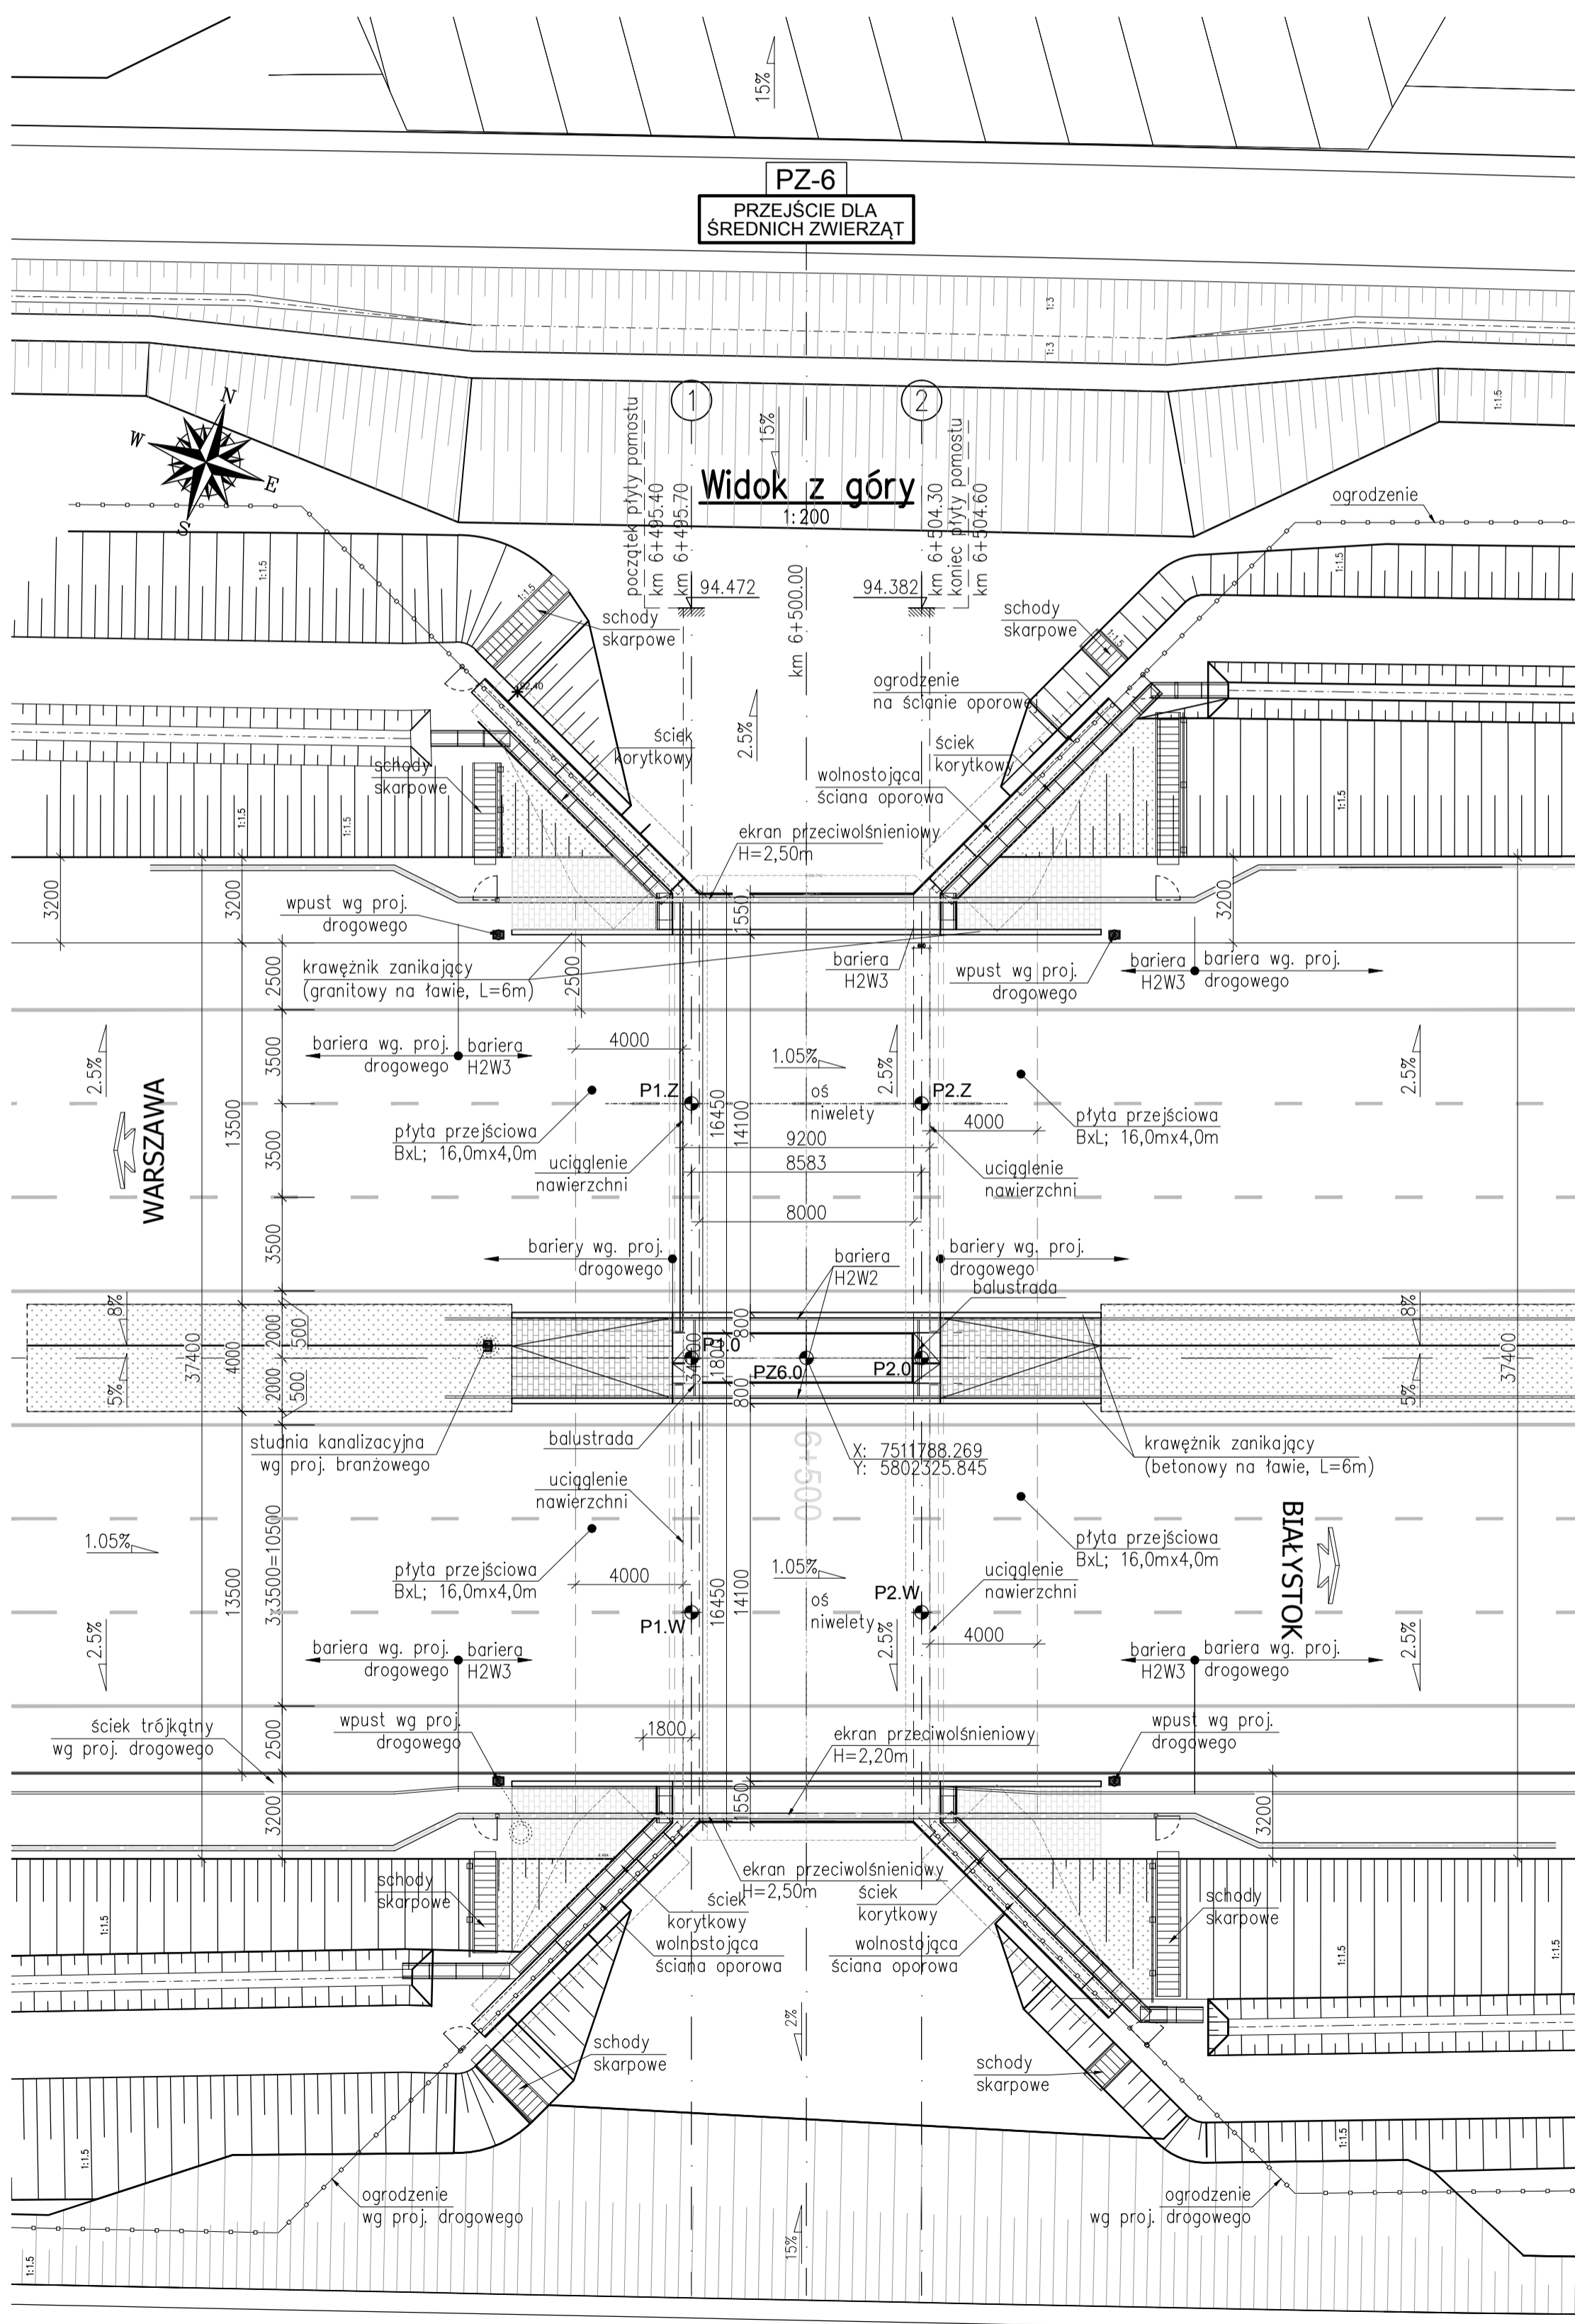 15%
PZ-6
PRZEJŚCIE DLA
ŚREDNICH ZWIERZĄT
1:3
1:3
1:1.5
N
W
E
S
1
2
15%
początek płyty pomostu
km 6+495.40
km 6+495.70
Widok z góry
1:200
km 6+504.30
koniec płyty pomostu
km 6+504.60
ogrodzenie
1:1.5
1:1.5
94.472
94.382
km 6+500.00
schody
skarpowe
schody
skarpowe
1:1.5
1:1.5
92.40
ogrodzenie
na ścianie oporowej
2.5%
ściek
korytkowy
ściek
korytkowy
schody
skarpowe
wolnostojąca
ściana oporowa
1:1.5
1:1.5
1:1.5
ekran przeciwolśnieniowy
H=2,50m
3200
3200
3200
1550
wpust wg proj.
drogowego
krawężnik zanikający
(granitowy na ławie, L=6m)
2500
2500
bariera
H2W3
wpust wg proj.
drogowego
bariera
H2W3
bariera wg. proj.
drogowego
bariera wg. proj.
drogowego
bariera
H2W3
3500
4000
1.05%
2.5%
2.5%
2.5%
P1.Z
P2.Z
oś
niwelety
WARSZAWA
13500
płyta przejściowa
BxL; 16,0mx4,0m
16450
14100
4000
płyta przejściowa
BxL; 16,0mx4,0m
3500
9200
uciąglenie
nawierzchni
8583
uciąglenie
nawierzchni
8000
3500
bariery wg. proj.
drogowego
bariera
H2W2
bariery wg. proj.
drogowego
balustrada
8%
8%
2000
500
800
37400
4000
P1.0
1800
PZ6.0
P2.0
37400
5%
2000
500
800
5%
studnia kanalizacyjna
wg proj. branżowego
balustrada
6+500
X: 7511788.269
Y: 5802325.845
krawężnik zanikający
(betonowy na ławie, L=6m)
uciąglenie
nawierzchni
BIAŁYSTOK
1.05%
3x3500=10500
płyta przejściowa
BxL; 16,0mx4,0m
4000
1.05%
płyta przejściowa
BxL; 16,0mx4,0m
uciąglenie
nawierzchni
13500
16450
14100
P1.W
P2.W
oś
niwelety
2.5%
2.5%
4000
2.5%
bariera wg. proj.
drogowego
bariera
H2W3
bariera
H2W3
bariera wg. proj.
drogowego
ściek trójkątny
wg proj. drogowego
2500
wpust wg proj.
drogowego
1800
ekran przeciwolśnieniowy
H=2,20m
wpust wg proj.
drogowego
3200
1550
3200
ekran przeciwolśnieniowy
H=2,50m
schody
skarpowe
ściek
korytkowy
ściek
korytkowy
schody
skarpowe
1:1.5
wolnostojąca
ściana oporowa
wolnostojąca
ściana oporowa
1:1.5
1:1.5
schody
skarpowe
2%
schody
skarpowe
1:1.5
1:1.5
ogrodzenie
wg proj. drogowego
ogrodzenie
wg proj. drogowego
15%
1:1.5